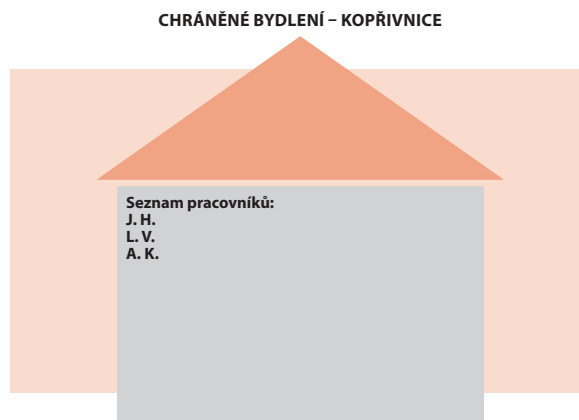 CHRÁNĚNÉ BYDLENÍ – KOPŘIVNICE
Seznam pracovníků:
J. H.
L. V.
A. K.